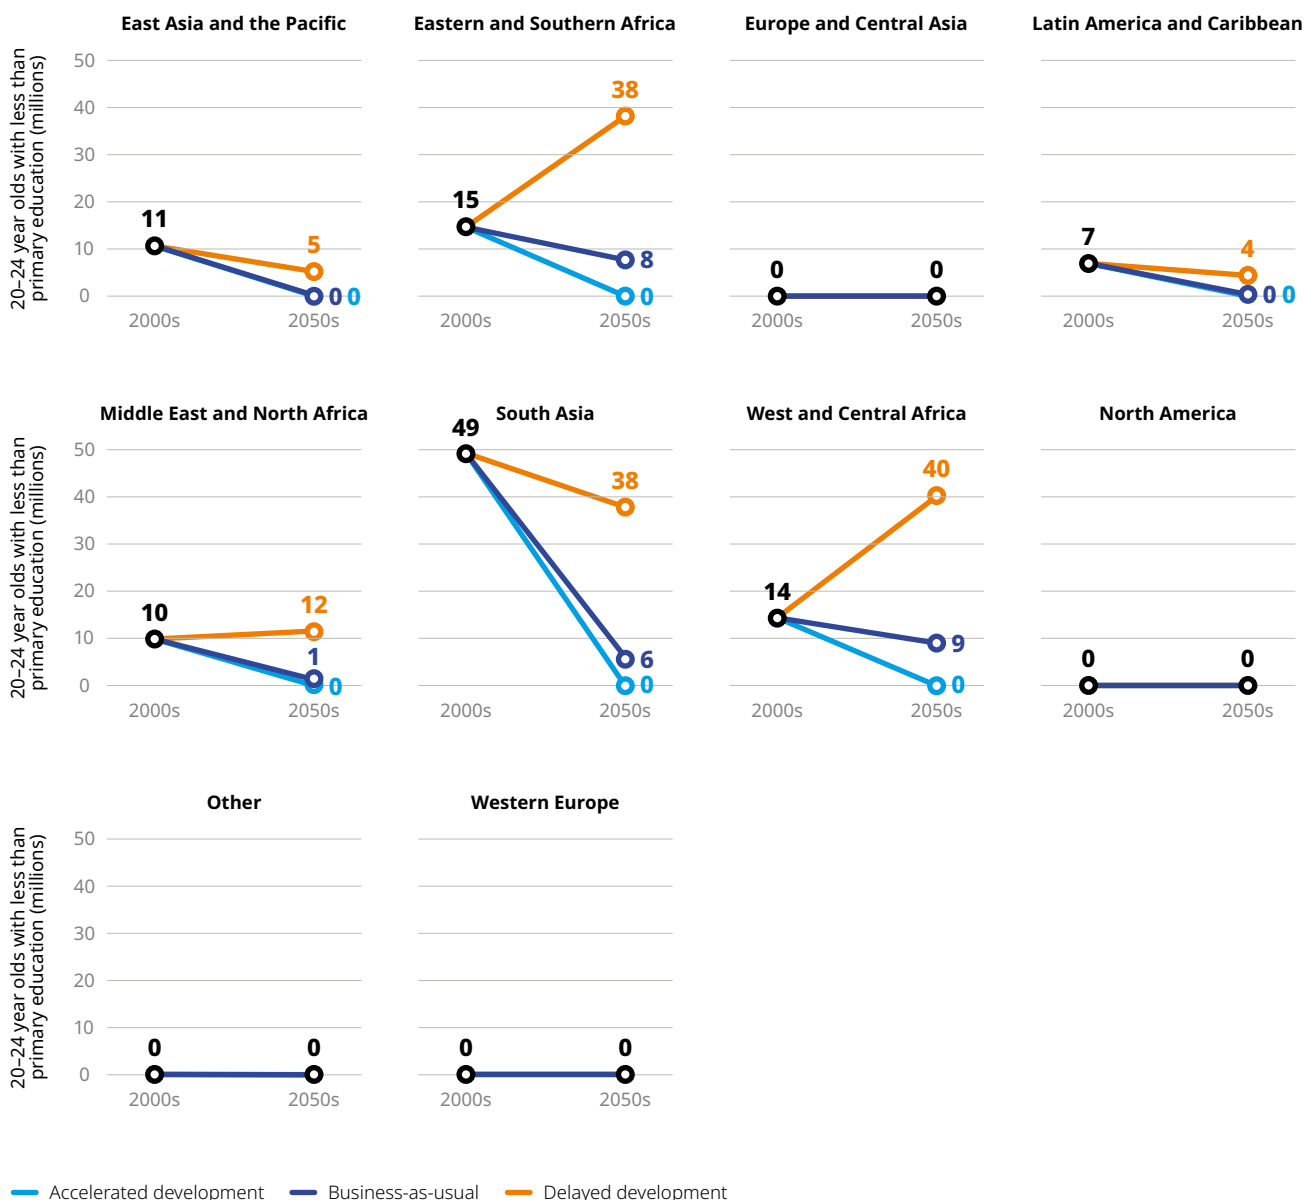 East Asia and the Pacific
Eastern and Southern Africa
Europe and Central Asia
Latin America and Caribbean
20–24 year olds with less than
primary education (millions)
50
40
30
20
10
0
11
5
0 0
2000s 2050s
15
38
8
0
2000s 2050s
0 0
2000s 2050s
7
4
0 0
2000s 2050s
Middle East and North Africa
South Asia
West and Central Africa
North America
20–24 year olds with less than
primary education (millions)
50
40
30
20
10
0
10
12
1
0
2000s 2050s
49
38
6
0
2000s 2050s
14
40
9
0
2000s 2050s
0 0
2000s 2050s
Other
Western Europe
20–24 year olds with less than
primary education (millions)
50
40
30
20
10
0
0 0
2000s 2050s
0 0
2000s 2050s
Accelerated development Business-as-usual Delayed development